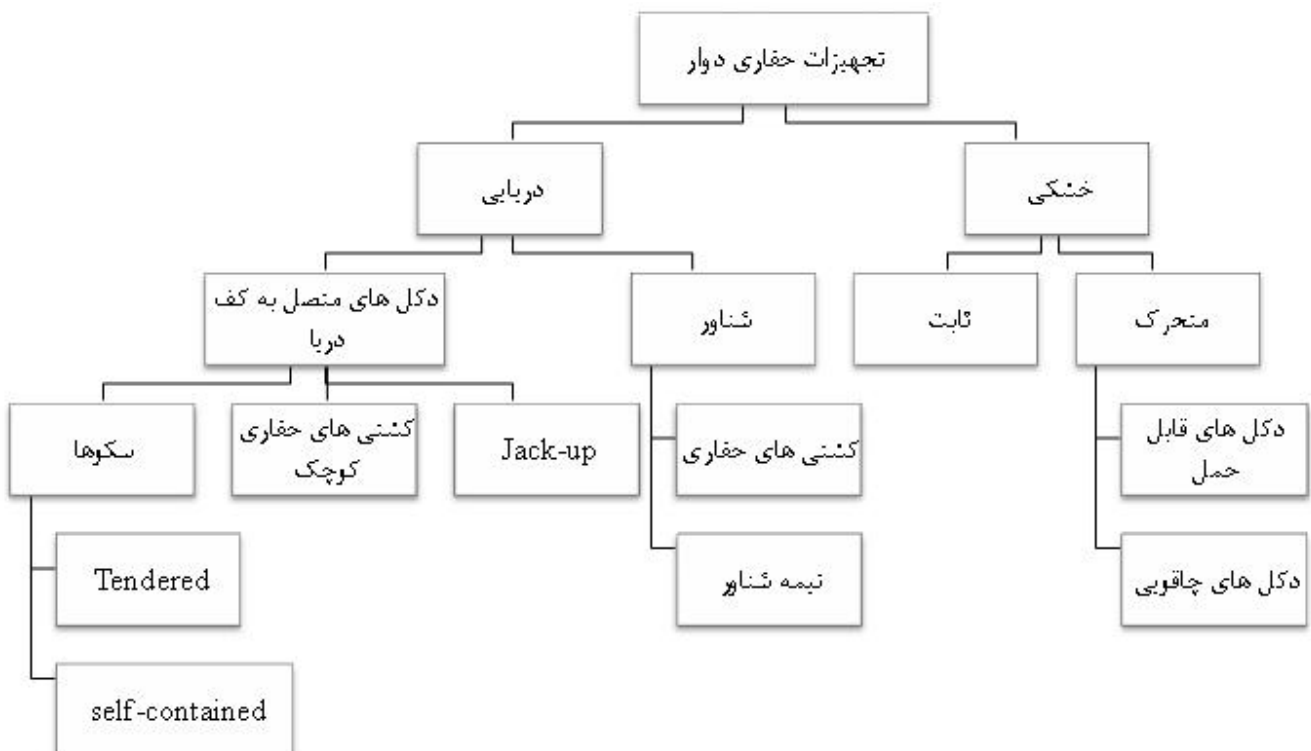 تجهیزات حفاری دوار
خشکی
دریایی
متحرک
ثابت
شناور
دکل های متصل به کف
دریا
دکل های قابل
حمل
کشتی های حفاری
Jack-up
کشتی های حفاری
کوچک
سکوها
دکل های چاقویی
نیمه شناور
Tendered
self-contained